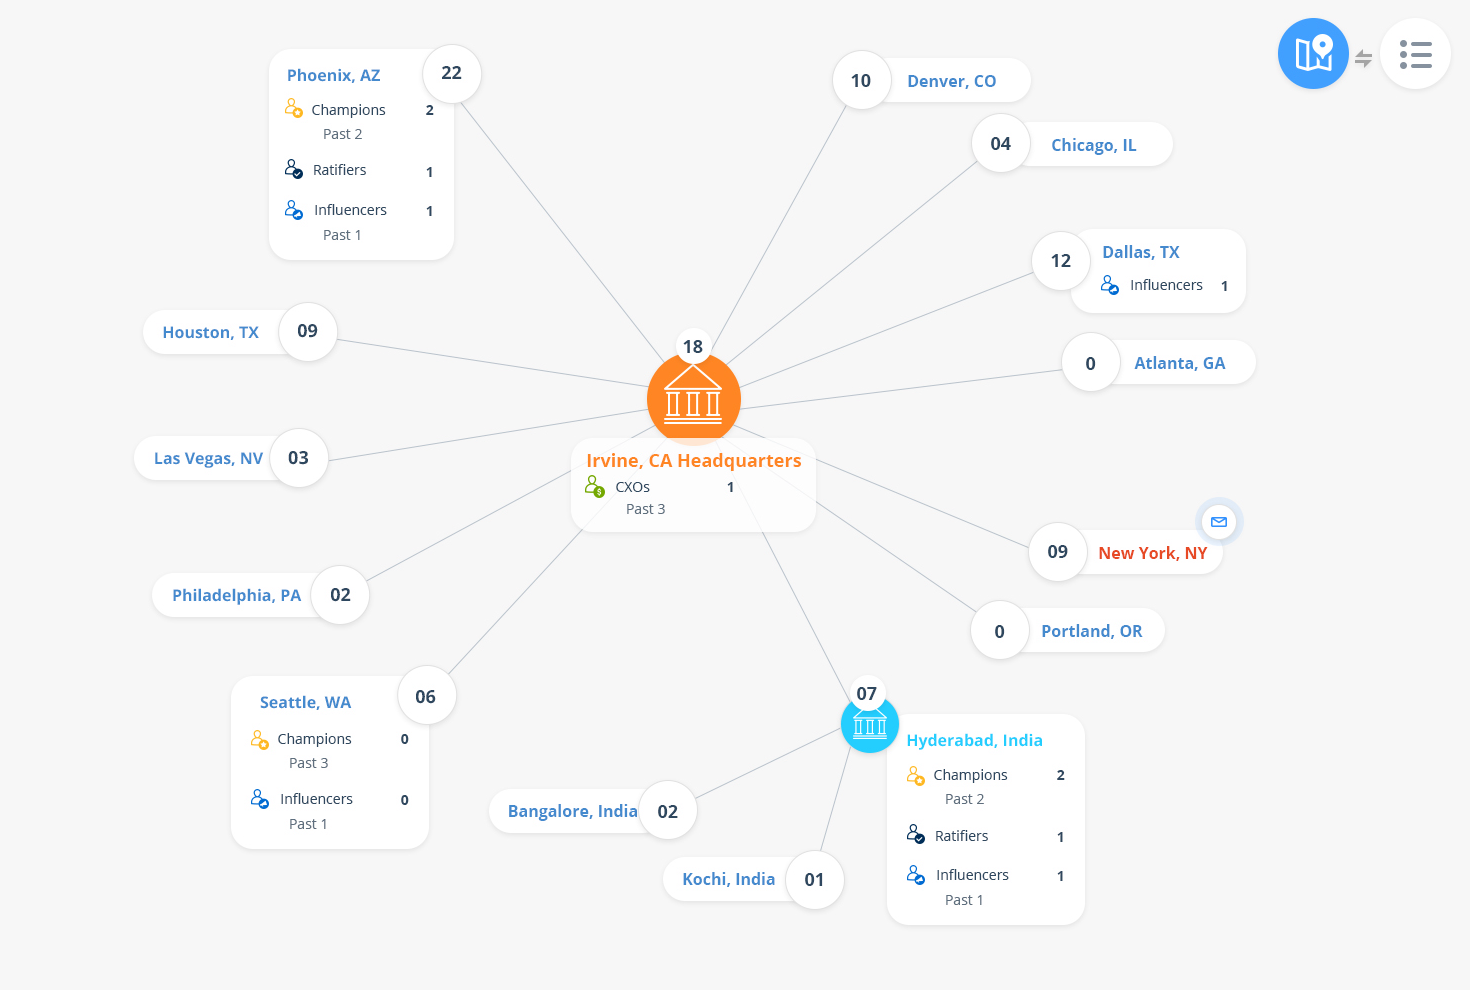 Phoenix, AZ 22
Champions 2
Past 2
Ratifiers 1
Influencers 1
Past 1
10 Denver, CO
04 Chicago, IL
12 Dallas, TX
Influencers 1
0 Atlanta, GA
Houston, TX 09
Las Vegas, NV 03
18
Irvine, CA Headquarters
CXOs 1
Past 3
09 New York, NY
0 Portland, OR
Philadelphia, PA 02
Seattle, WA 06
Champions 0
Past 3
Influencers 0
Past 1
07
Hyderabad, India
Champions 2
Past 2
Ratifiers 1
Influencers 1
Past 1
Bangalore, India 02
Kochi, India 01